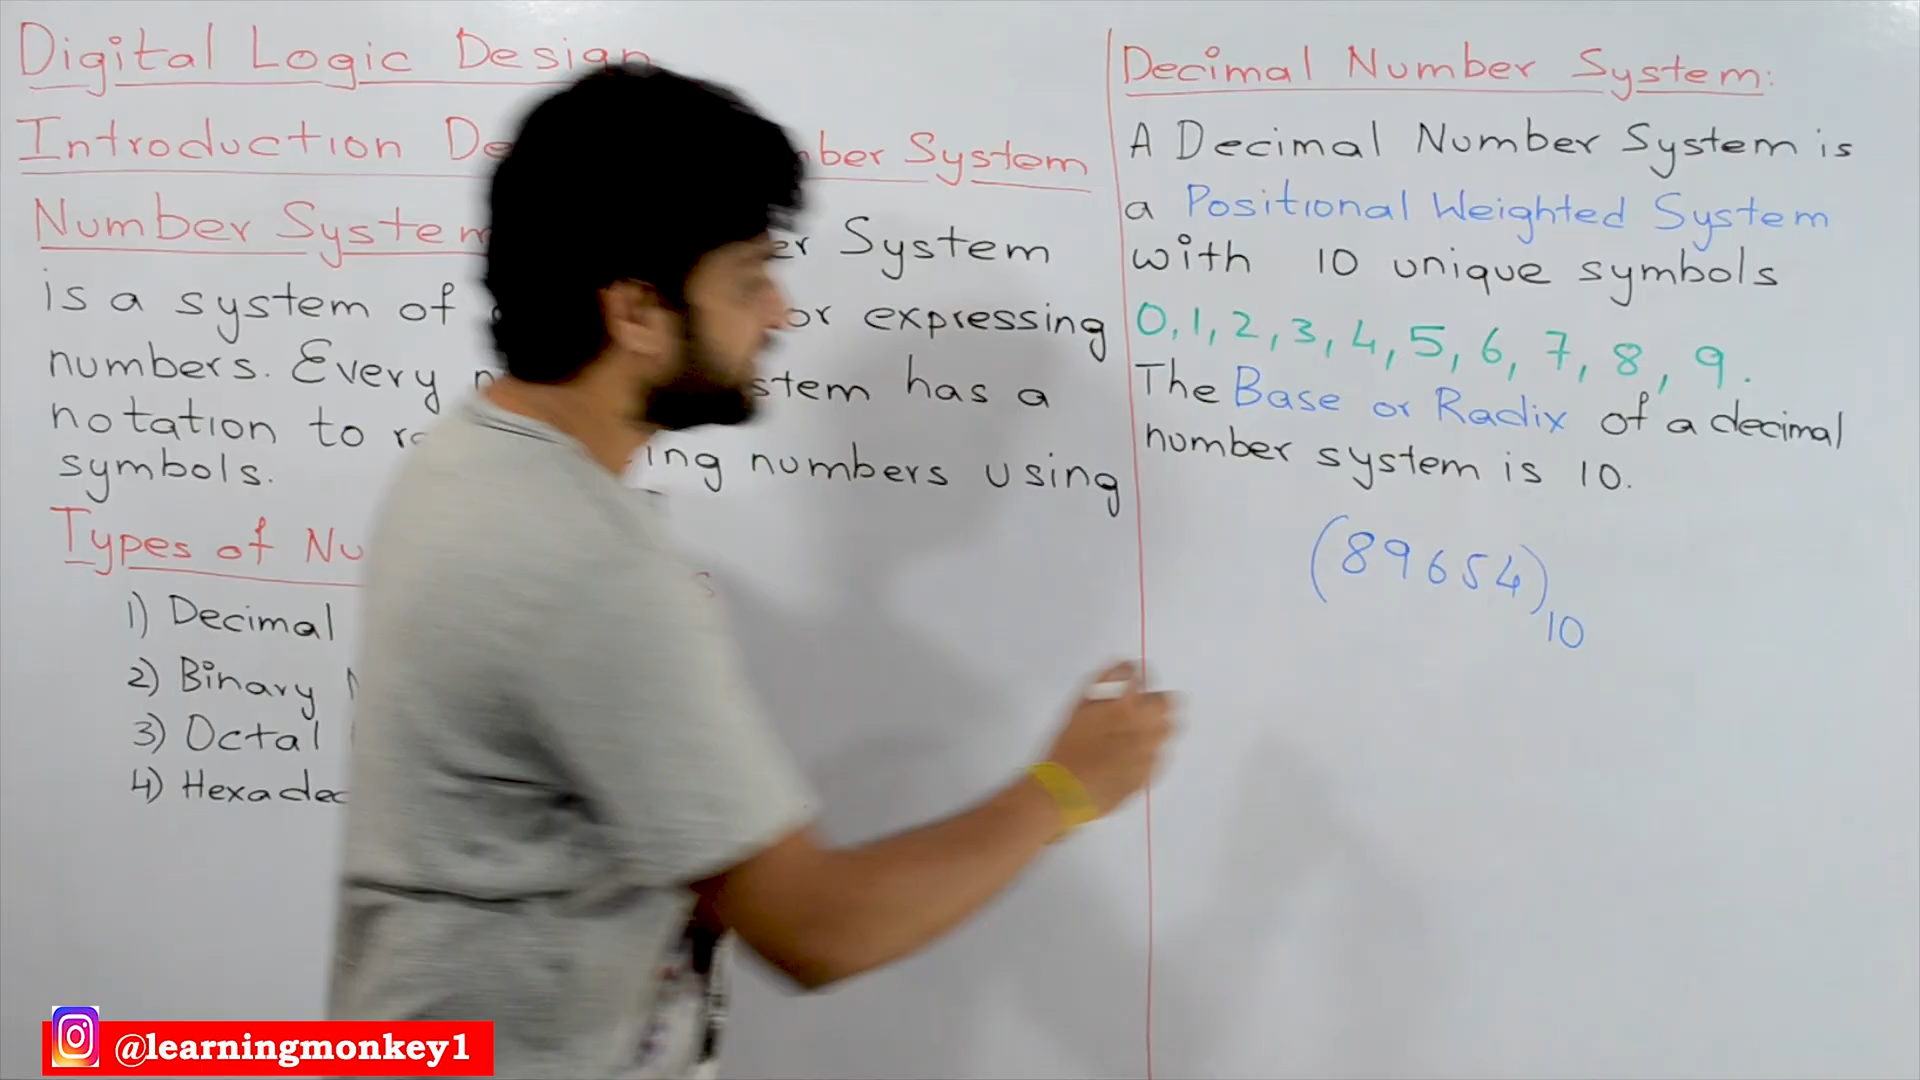 Digital Logic Design
Introduction De ber System
Number System er System
is a system of or expressing
numbers. Every stem has a
notation to ing numbers using
symbols.
Types of Nu s
1) Decimal
2) Binary N
3) Octal
4) Hexadec
Decimal Number System:
A Decimal Number System is
a Positional Weighted System
with 10 unique symbols
0, 1, 2, 3, 4, 5, 6, 7, 8, 9.
The Base or Radix of a decimal
number system is 10.
(89654)10
@learningmonkey1